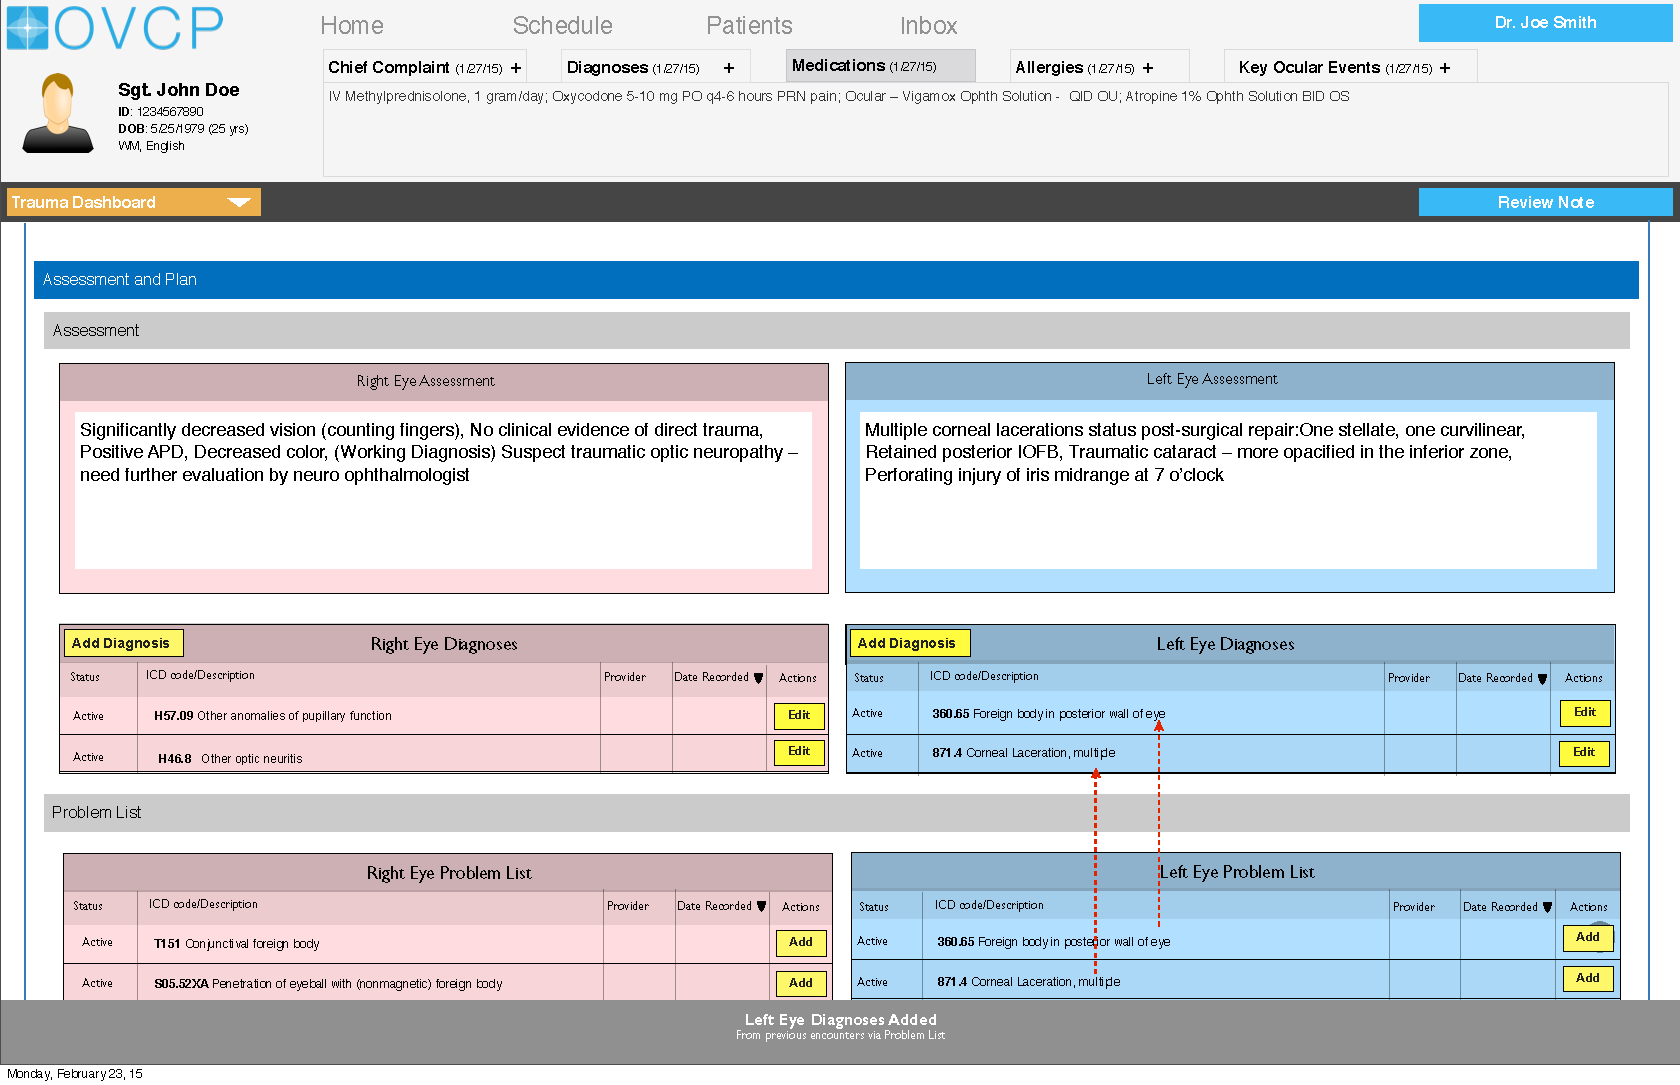 OVCP
Home Schedule Patients Inbox
Dr. Joe Smith
Sgt. John Doe
ID: 1234567890
DOB: 5/25/1979 (25 yrs)
WM, English
Chief Complaint (1/27/15) +
Diagnoses (1/27/15) +
Medications (1/27/15)
Allergies (1/27/15) +
Key Ocular Events (1/27/15) +
IV Methylprednisolone, 1 gram/day; Oxycodone 5-10 mg PO q4-6 hours PRN pain; Ocular – Vigamox Ophth Solution - QID OU; Atropine 1% Ophth Solution BID OS
Trauma Dashboard
Review Note
Assessment and Plan
Assessment
Right Eye Assessment
Significantly decreased vision (counting fingers), No clinical evidence of direct trauma,
Positive APD, Decreased color, (Working Diagnosis) Suspect traumatic optic neuropathy –
need further evaluation by neuro ophthalmologist
Left Eye Assessment
Multiple corneal lacerations status post-surgical repair:One stellate, one curvilinear,
Retained posterior IOFB, Traumatic cataract – more opacified in the inferior zone,
Perforating injury of iris midrange at 7 o’clock
Add Diagnosis Right Eye Diagnoses
Status ICD code/Description Provider Date Recorded Actions
Active H57.09 Other anomalies of pupillary function Edit
Active H46.8 Other optic neuritis Edit
Add Diagnosis Left Eye Diagnoses
Status ICD code/Description Provider Date Recorded Actions
Active 360.65 Foreign body in posterior wall of eye Edit
Active 871.4 Corneal Laceration, multiple Edit
Problem List
Right Eye Problem List
Status ICD code/Description Provider Date Recorded Actions
Active T151 Conjunctival foreign body Add
Active S05.52XA Penetration of eyeball with (nonmagnetic) foreign body Add
Left Eye Problem List
Status ICD code/Description Provider Date Recorded Actions
Active 360.65 Foreign body in posterior wall of eye Add
Active 871.4 Corneal Laceration, multiple Add
Left Eye Diagnoses Added
From previous encounters via Problem List
Monday, February 23, 15